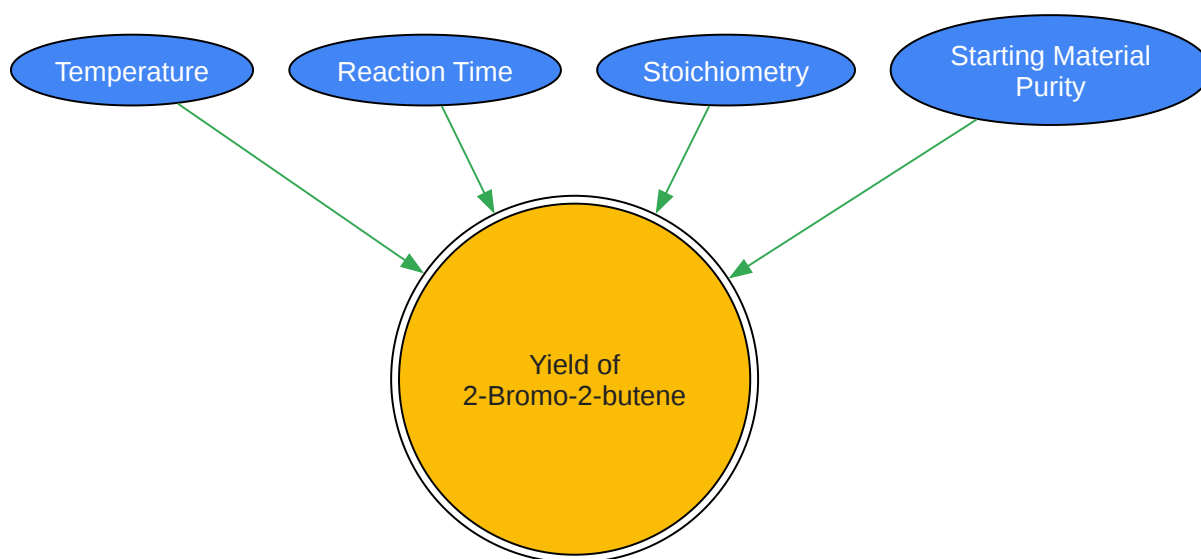 Temperature
Reaction Time
Stoichiometry
Starting Material
Purity
Yield of
2-Bromo-2-butene